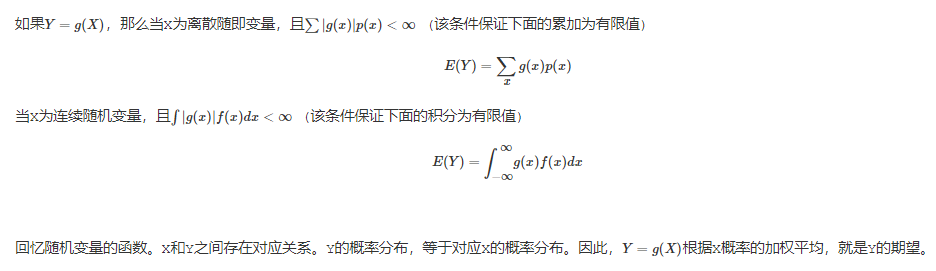 如果Y = g(X)，那么当X为离散随即变量，且∑|g(x)|p(x) < ∞ （该条件保证下面的累加为有限值）
E(Y) = ∑_x g(x)p(x)
当X为连续随机变量，且∫|g(x)|f(x)dx < ∞ （该条件保证下面的积分为有限值）
E(Y) = ∫_{-∞}^{∞} g(x)f(x)dx
回忆随机变量的函数。X和Y之间存在对应关系。Y的概率分布，等于对应X的概率分布。因此，Y = g(X)根据X概率的加权平均，就是Y的期望。